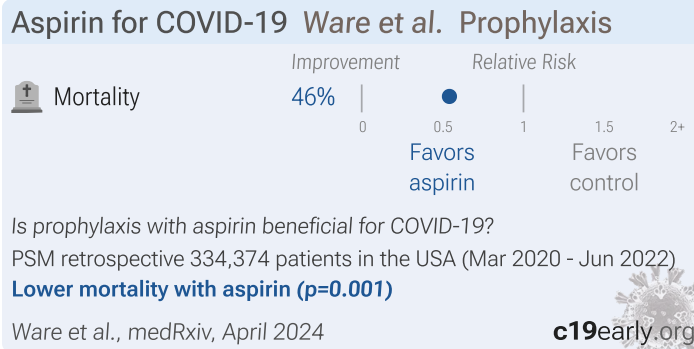 Aspirin for COVID-19 Ware et al. Prophylaxis
Improvement Relative Risk
Mortality 46%
0 0.5 1 1.5 2+
Favors aspirin Favors control
Is prophylaxis with aspirin beneficial for COVID-19?
PSM retrospective 334,374 patients in the USA (Mar 2020 - Jun 2022)
Lower mortality with aspirin (p=0.001)
Ware et al., medRxiv, April 2024 c19early.org